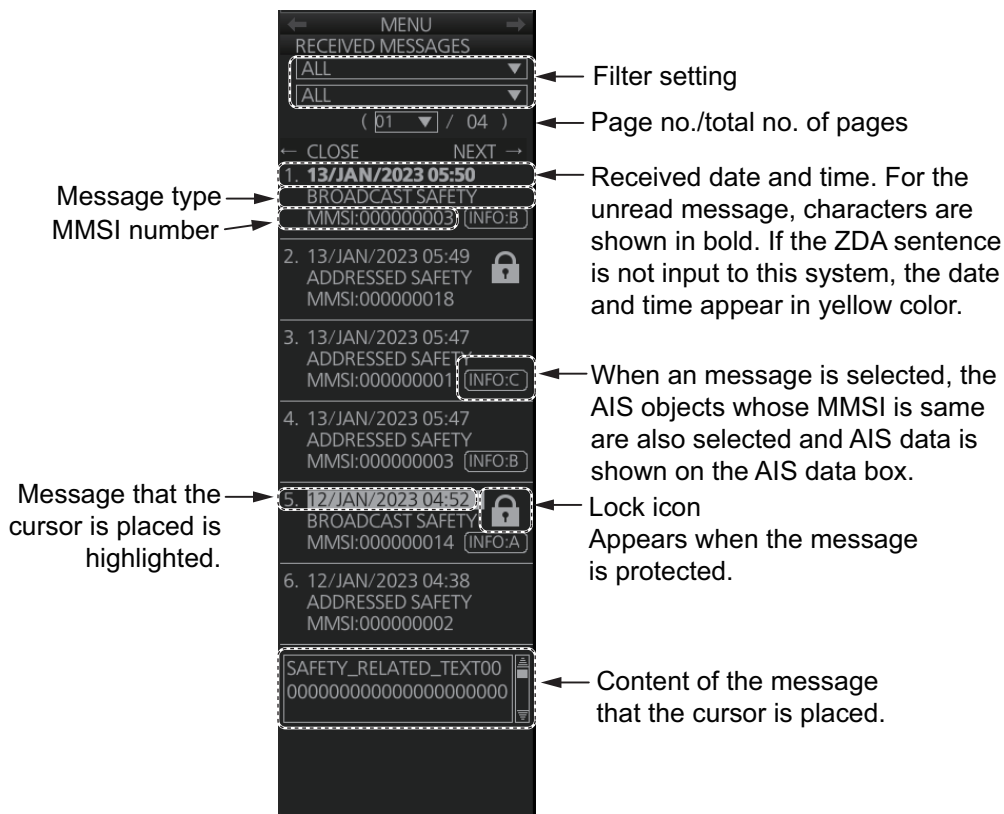 MENU
RECEIVED MESSAGES
ALL
ALL
Filter setting
( 01 / 04 )
Page no./total no. of pages
← CLOSE NEXT →
1. 13/JAN/2023 05:50
BROADCAST SAFETY
MMSI:000000003 INFO:B
Message type
MMSI number
Received date and time. For the
unread message, characters are
shown in bold. If the ZDA sentence
is not input to this system, the date
and time appear in yellow color.
2. 13/JAN/2023 05:49
ADDRESSED SAFETY
MMSI:000000018
3. 13/JAN/2023 05:47
ADDRESSED SAFETY
MMSI:000000001 INFO:C
When an message is selected, the
AIS objects whose MMSI is same
are also selected and AIS data is
shown on the AIS data box.
4. 13/JAN/2023 05:47
ADDRESSED SAFETY
MMSI:000000003 INFO:B
5. 12/JAN/2023 04:52
BROADCAST SAFETY
MMSI:000000014 INFO:A
Message that the
cursor is placed is
highlighted.
Lock icon
Appears when the message
is protected.
6. 12/JAN/2023 04:38
ADDRESSED SAFETY
MMSI:000000002
SAFETY_RELATED_TEXT00
000000000000000000000
Content of the message
that the cursor is placed.